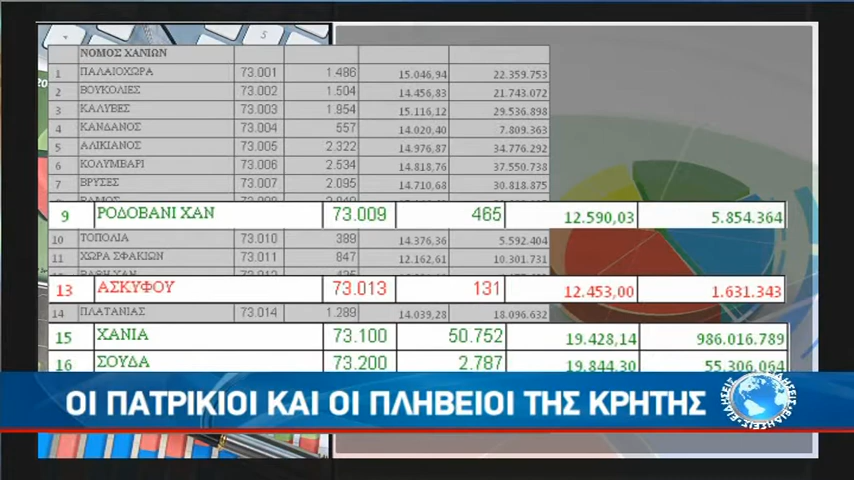 ΝΟΜΟΣ ΧΑΝΙΩΝ
1 ΠΑΛΑΙΟΧΩΡΑ 73.001 1.486 15.046,94 22.359.753
2 ΒΟΥΚΟΛΙΕΣ 73.002 1.504 14.456,83 21.743.072
3 ΚΑΛΥΒΕΣ 73.003 1.954 15.116,12 29.536.898
4 ΚΑΝΔΑΝΟΣ 73.004 557 14.020,40 7.809.363
5 ΑΛΙΚΙΑΝΟΣ 73.005 2.322 14.976,87 34.776.292
6 ΚΟΛΥΜΒΑΡΙ 73.006 2.534 14.818,76 37.550.738
7 ΒΡΥΣΕΣ 73.007 2.095 14.710,68 30.818.875
9 ΡΟΔΟΒΑΝΙ ΧΑΝ 73.009 465 12.590,03 5.854.364
10 ΤΟΠΟΛΙΑ 73.010 389 14.376,36 5.592.404
11 ΧΩΡΑ ΣΦΑΚΙΩΝ 73.011 847 12.162,61 10.301.731
13 ΑΣΚΥΦΟΥ 73.013 131 12.453,00 1.631.343
14 ΠΛΑΤΑΝΙΑΣ 73.014 1.289 14.039,28 18.096.632
15 ΧΑΝΙΑ 73.100 50.752 19.428,14 986.016.789
16 ΣΟΥΔΑ 73.200 2.787 19.844,30 55.306.064
ΟΙ ΠΑΤΡΙΚΙΟΙ ΚΑΙ ΟΙ ΠΛΗΒΕΙΟΙ ΤΗΣ ΚΡΗΤΗΣ
ΕΙΔΗΣΕΙΣ ΕΙΔΗΣΕΙΣ ΕΙΔΗΣΕΙΣ